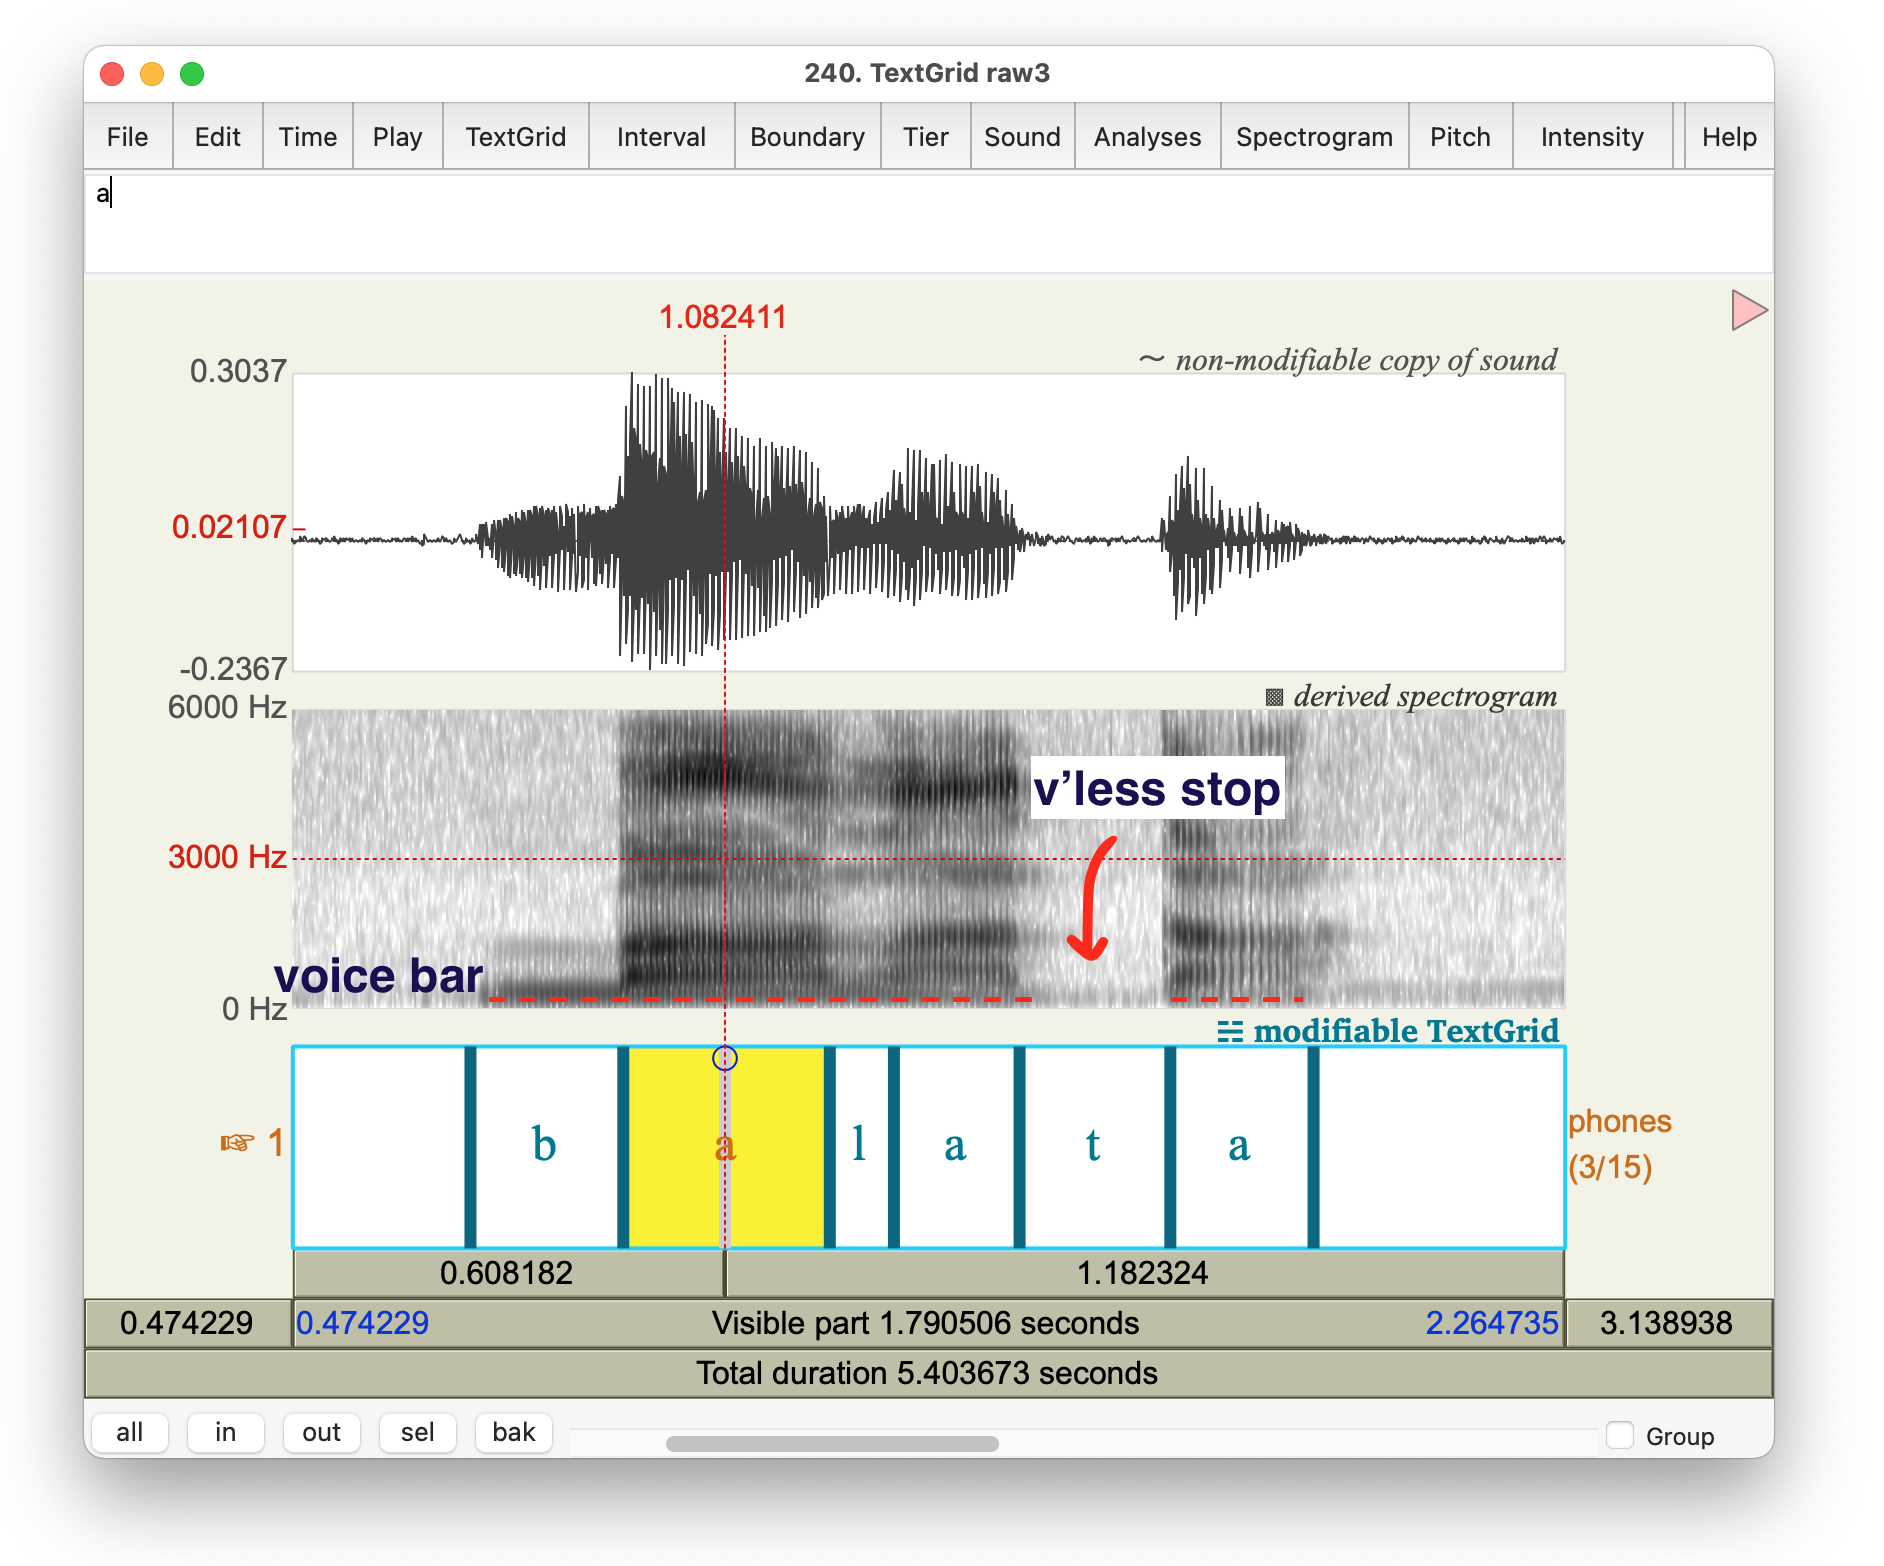 240. TextGrid raw3
File Edit Time Play TextGrid Interval Boundary Tier Sound Analyses Spectrogram Pitch Intensity Help
a
1.082411
0.3037
~ non-modifiable copy of sound
0.02107
-0.2367
6000 Hz
derived spectrogram
v’less stop
3000 Hz
voice bar
0 Hz
modifiable TextGrid
☞ 1
b a l a t a
phones
(3/15)
0.608182 1.182324
0.474229 0.474229 Visible part 1.790506 seconds 2.264735 3.138938
Total duration 5.403673 seconds
all in out sel bak Group